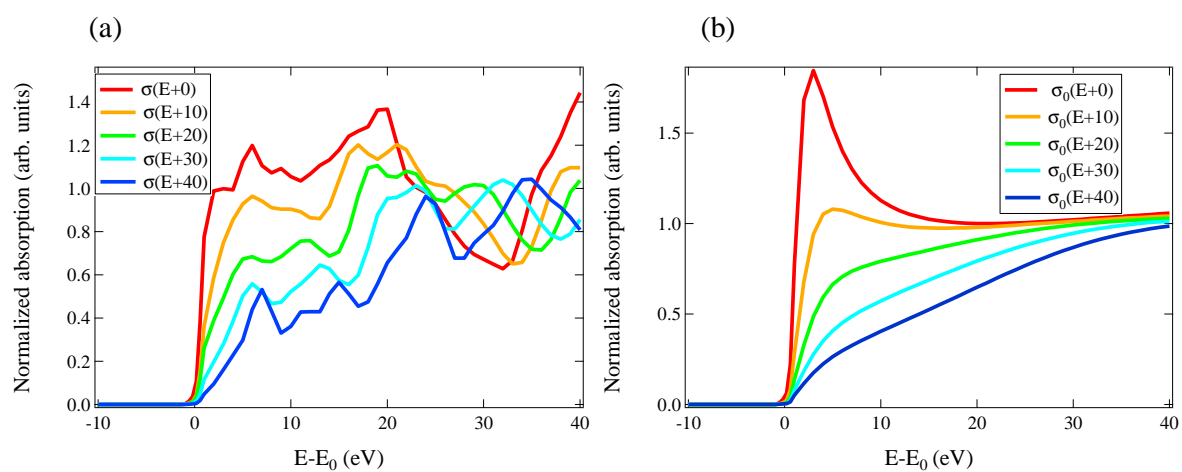 (a)
(b)
Normalized absorption (arb. units)
1.4
1.2
1.0
0.8
0.6
0.4
0.2
0.0
σ(E+0)
σ(E+10)
σ(E+20)
σ(E+30)
σ(E+40)
-10
0
10
20
30
40
E-E₀ (eV)
Normalized absorption (arb. units)
1.5
1.0
0.5
0.0
σ₀(E+0)
σ₀(E+10)
σ₀(E+20)
σ₀(E+30)
σ₀(E+40)
-10
0
10
20
30
40
E-E₀ (eV)